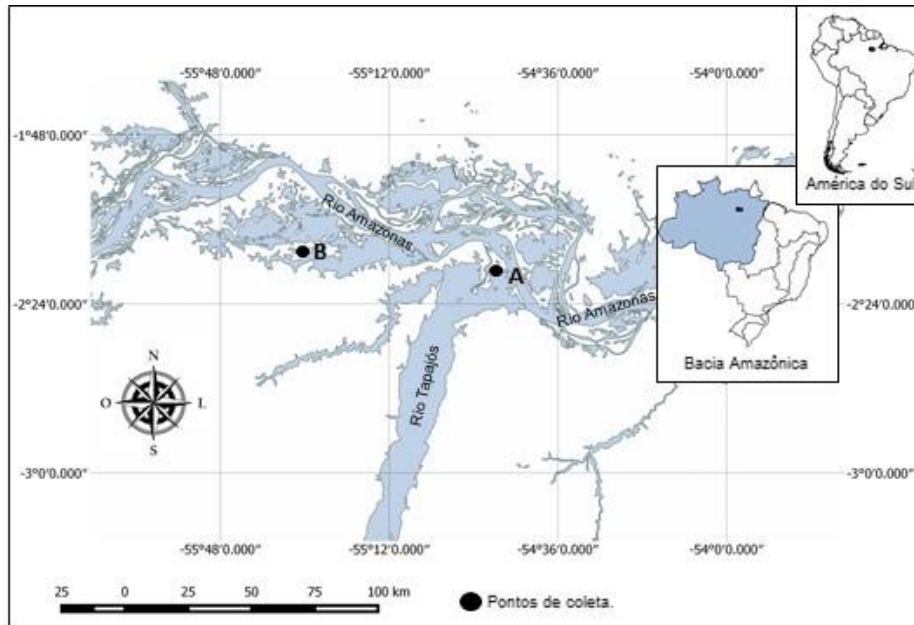 -55°48'0.000"
-55°12'0.000"
-54°36'0.000"
-54°0'0.000"
América do Sul
-1°48'0.000"
Rio Amazonas
B
A
-2°24'0.000"
-2°24'0.000"
Rio Amazonas
Bacia Amazônica
Rio Tapajós
N
O
L
S
-3°0'0.000"
-3°0'0.000"
-55°48'0.000"
-55°12'0.000"
-54°36'0.000"
-54°0'0.000"
25 0 25 50 75 100 km
Pontos de coleta.